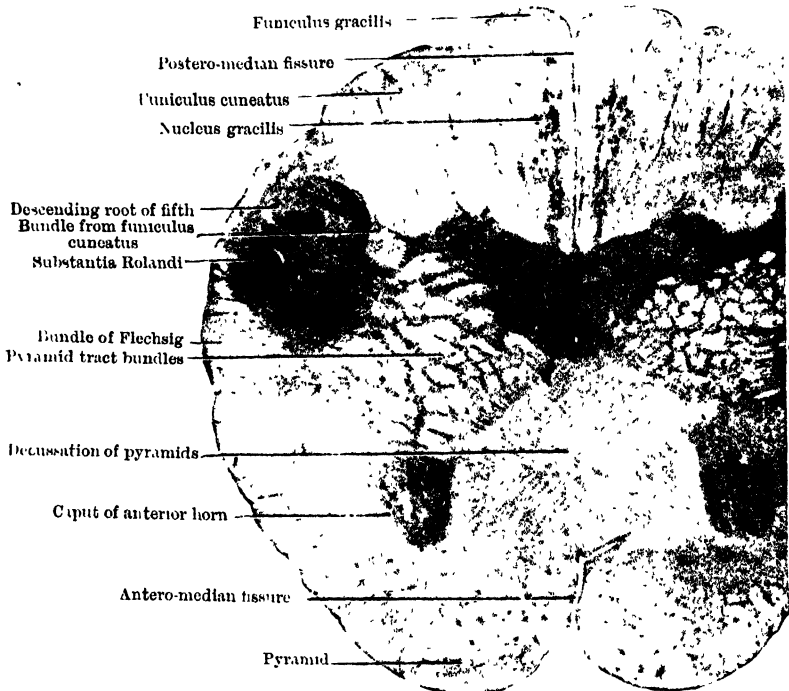 Funiculus gracilis
Postero-median fissure
Funiculus cuneatus
Nucleus gracilis
Descending root of fifth
Bundle from funiculus
cuneatus
Substantia Rolandi
Bundle of Flechsig
Pyramid tract bundles
Decussation of pyramids
Caput of anterior horn
Antero-median fissure
Pyramid